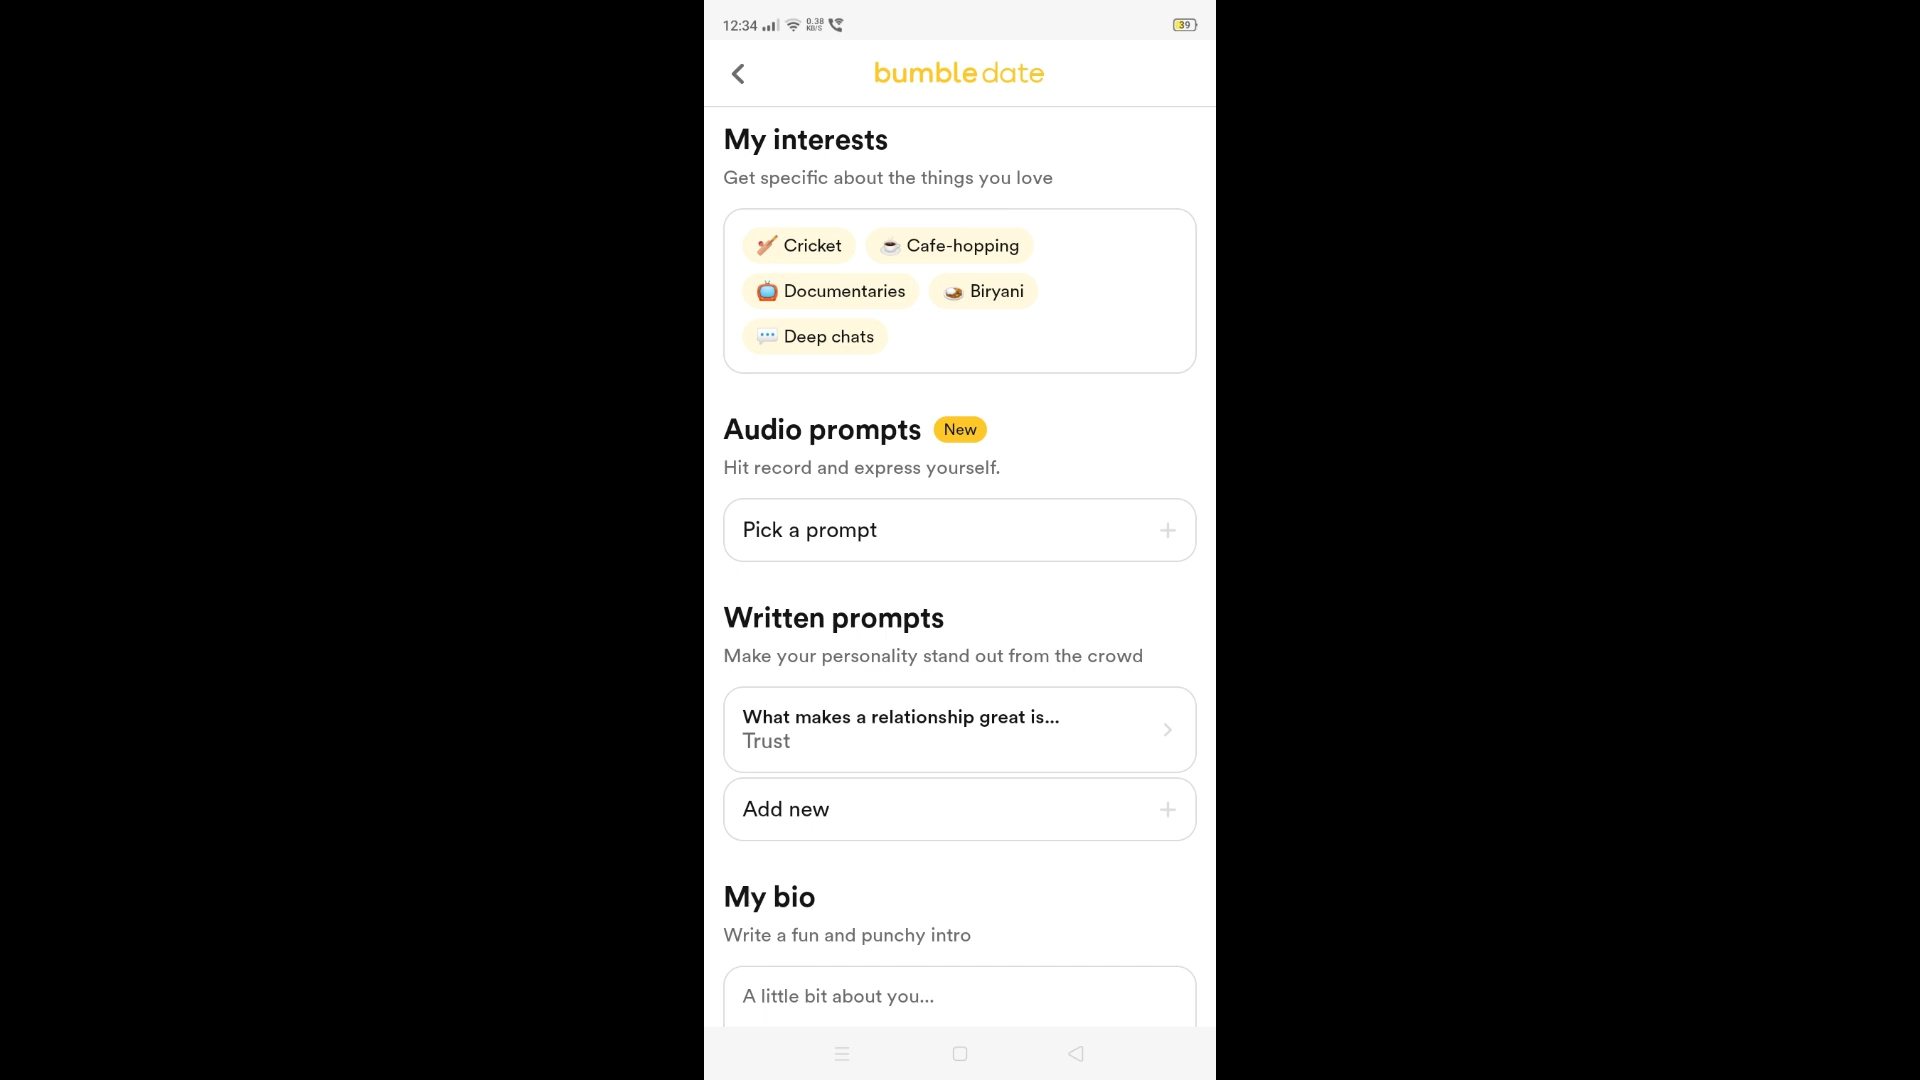 12:34 0.38 KB/S 39
bumble date
My interests
Get specific about the things you love
Cricket Cafe-hopping
Documentaries Biryani
Deep chats
Audio prompts New
Hit record and express yourself.
Pick a prompt
Written prompts
Make your personality stand out from the crowd
What makes a relationship great is...
Trust
Add new
My bio
Write a fun and punchy intro
A little bit about you...